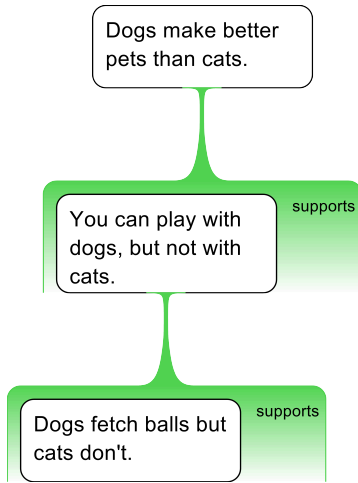 Dogs make better
pets than cats.
supports
You can play with
dogs, but not with
cats.
supports
Dogs fetch balls but
cats don't.